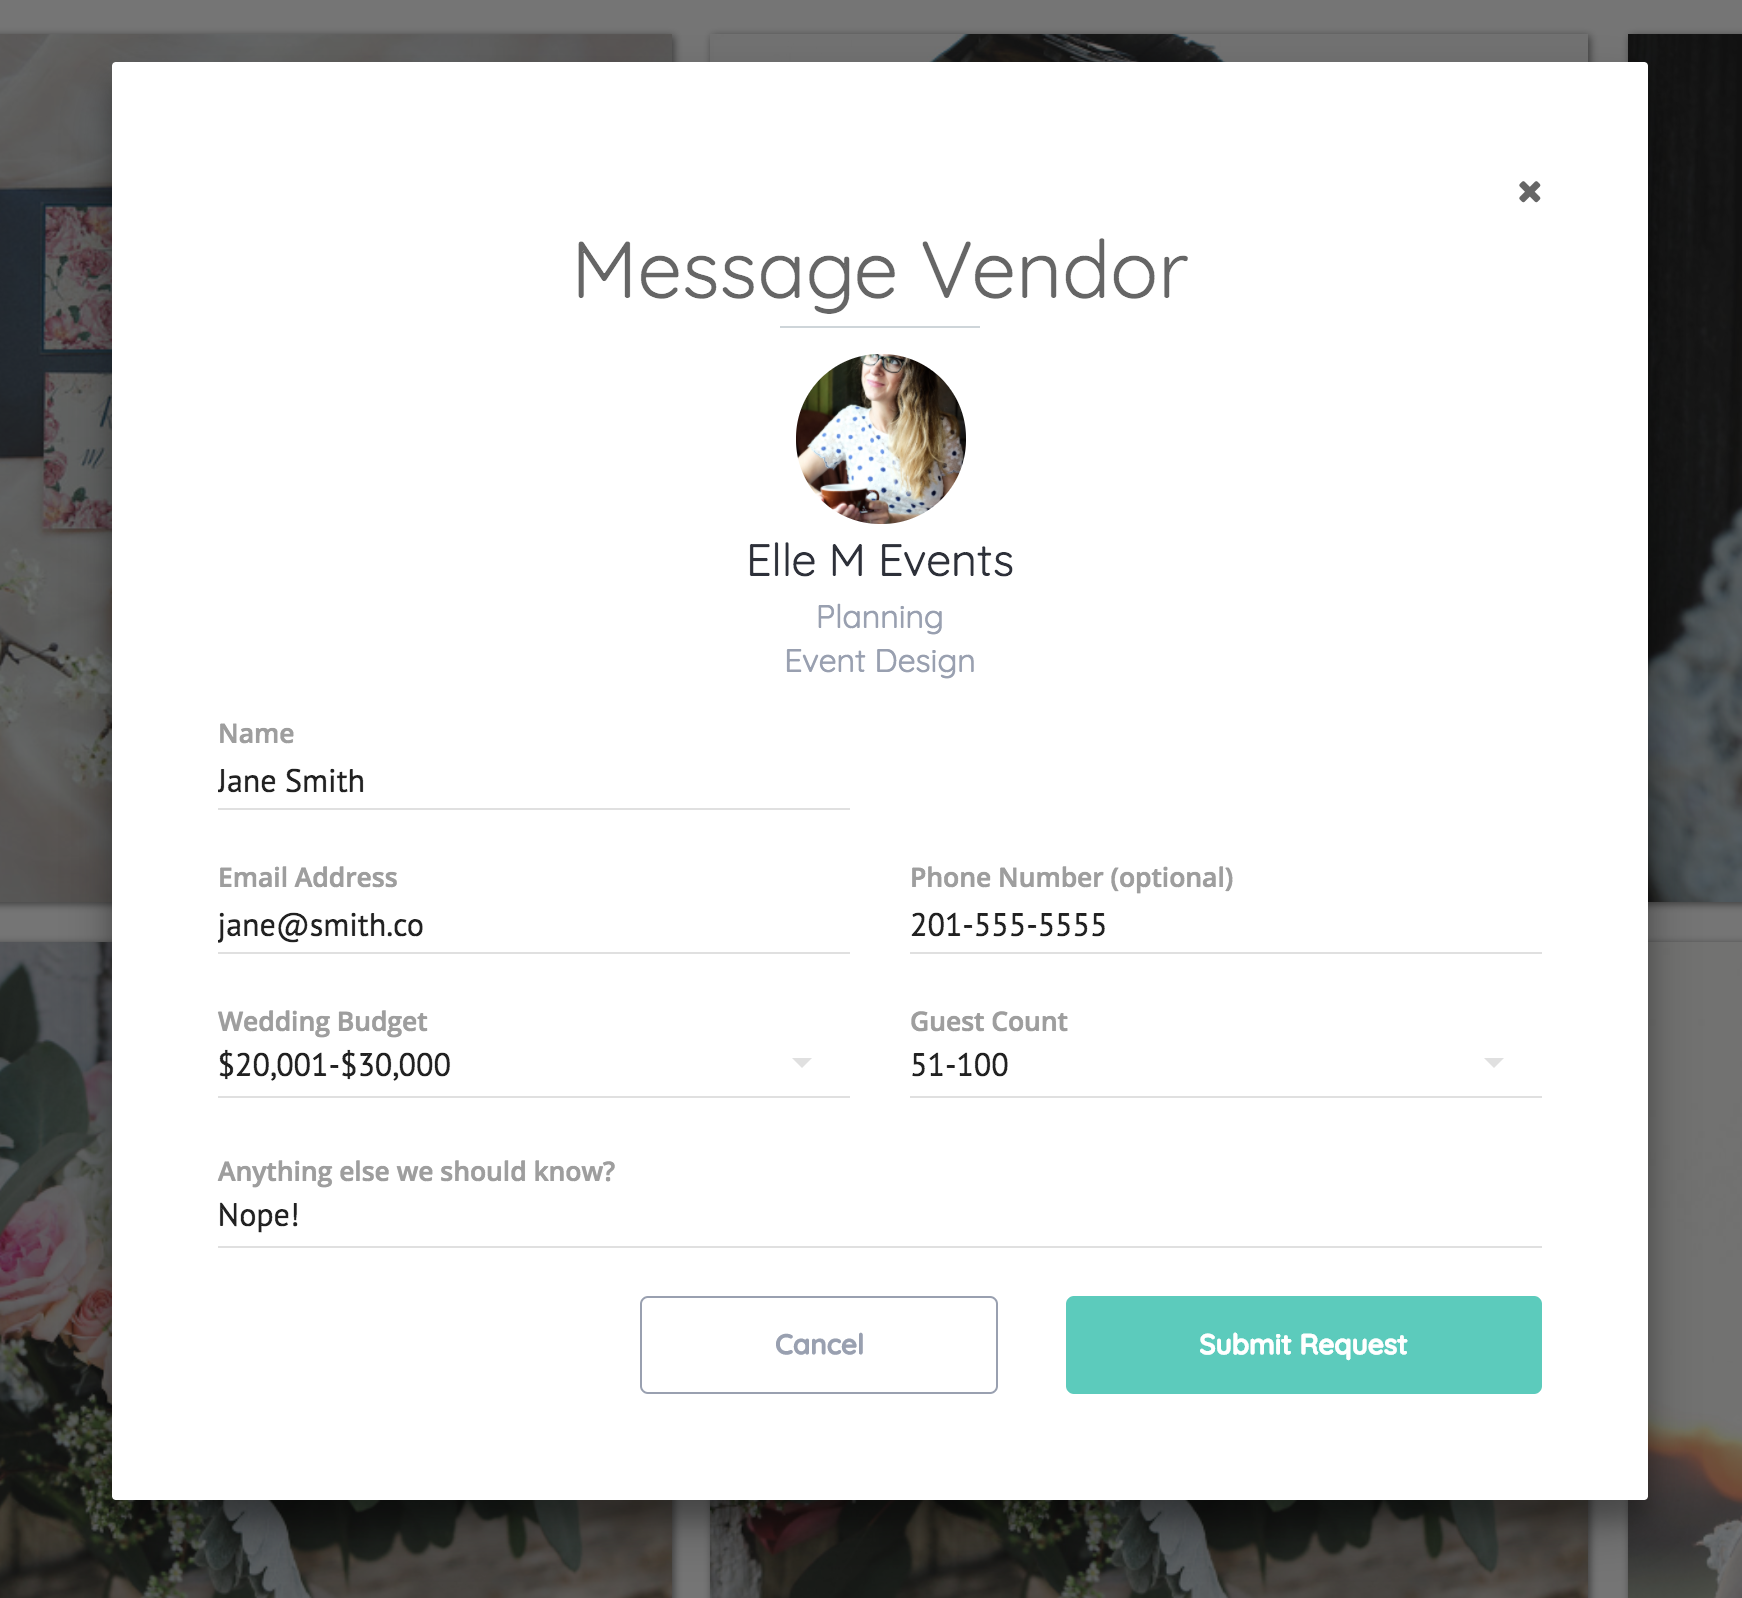 Message Vendor
Elle M Events
Planning
Event Design
Name
Jane Smith
Email Address
jane@smith.co
Phone Number (optional)
201-555-5555
Wedding Budget
$20,001-$30,000
Guest Count
51-100
Anything else we should know?
Nope!
Cancel
Submit Request